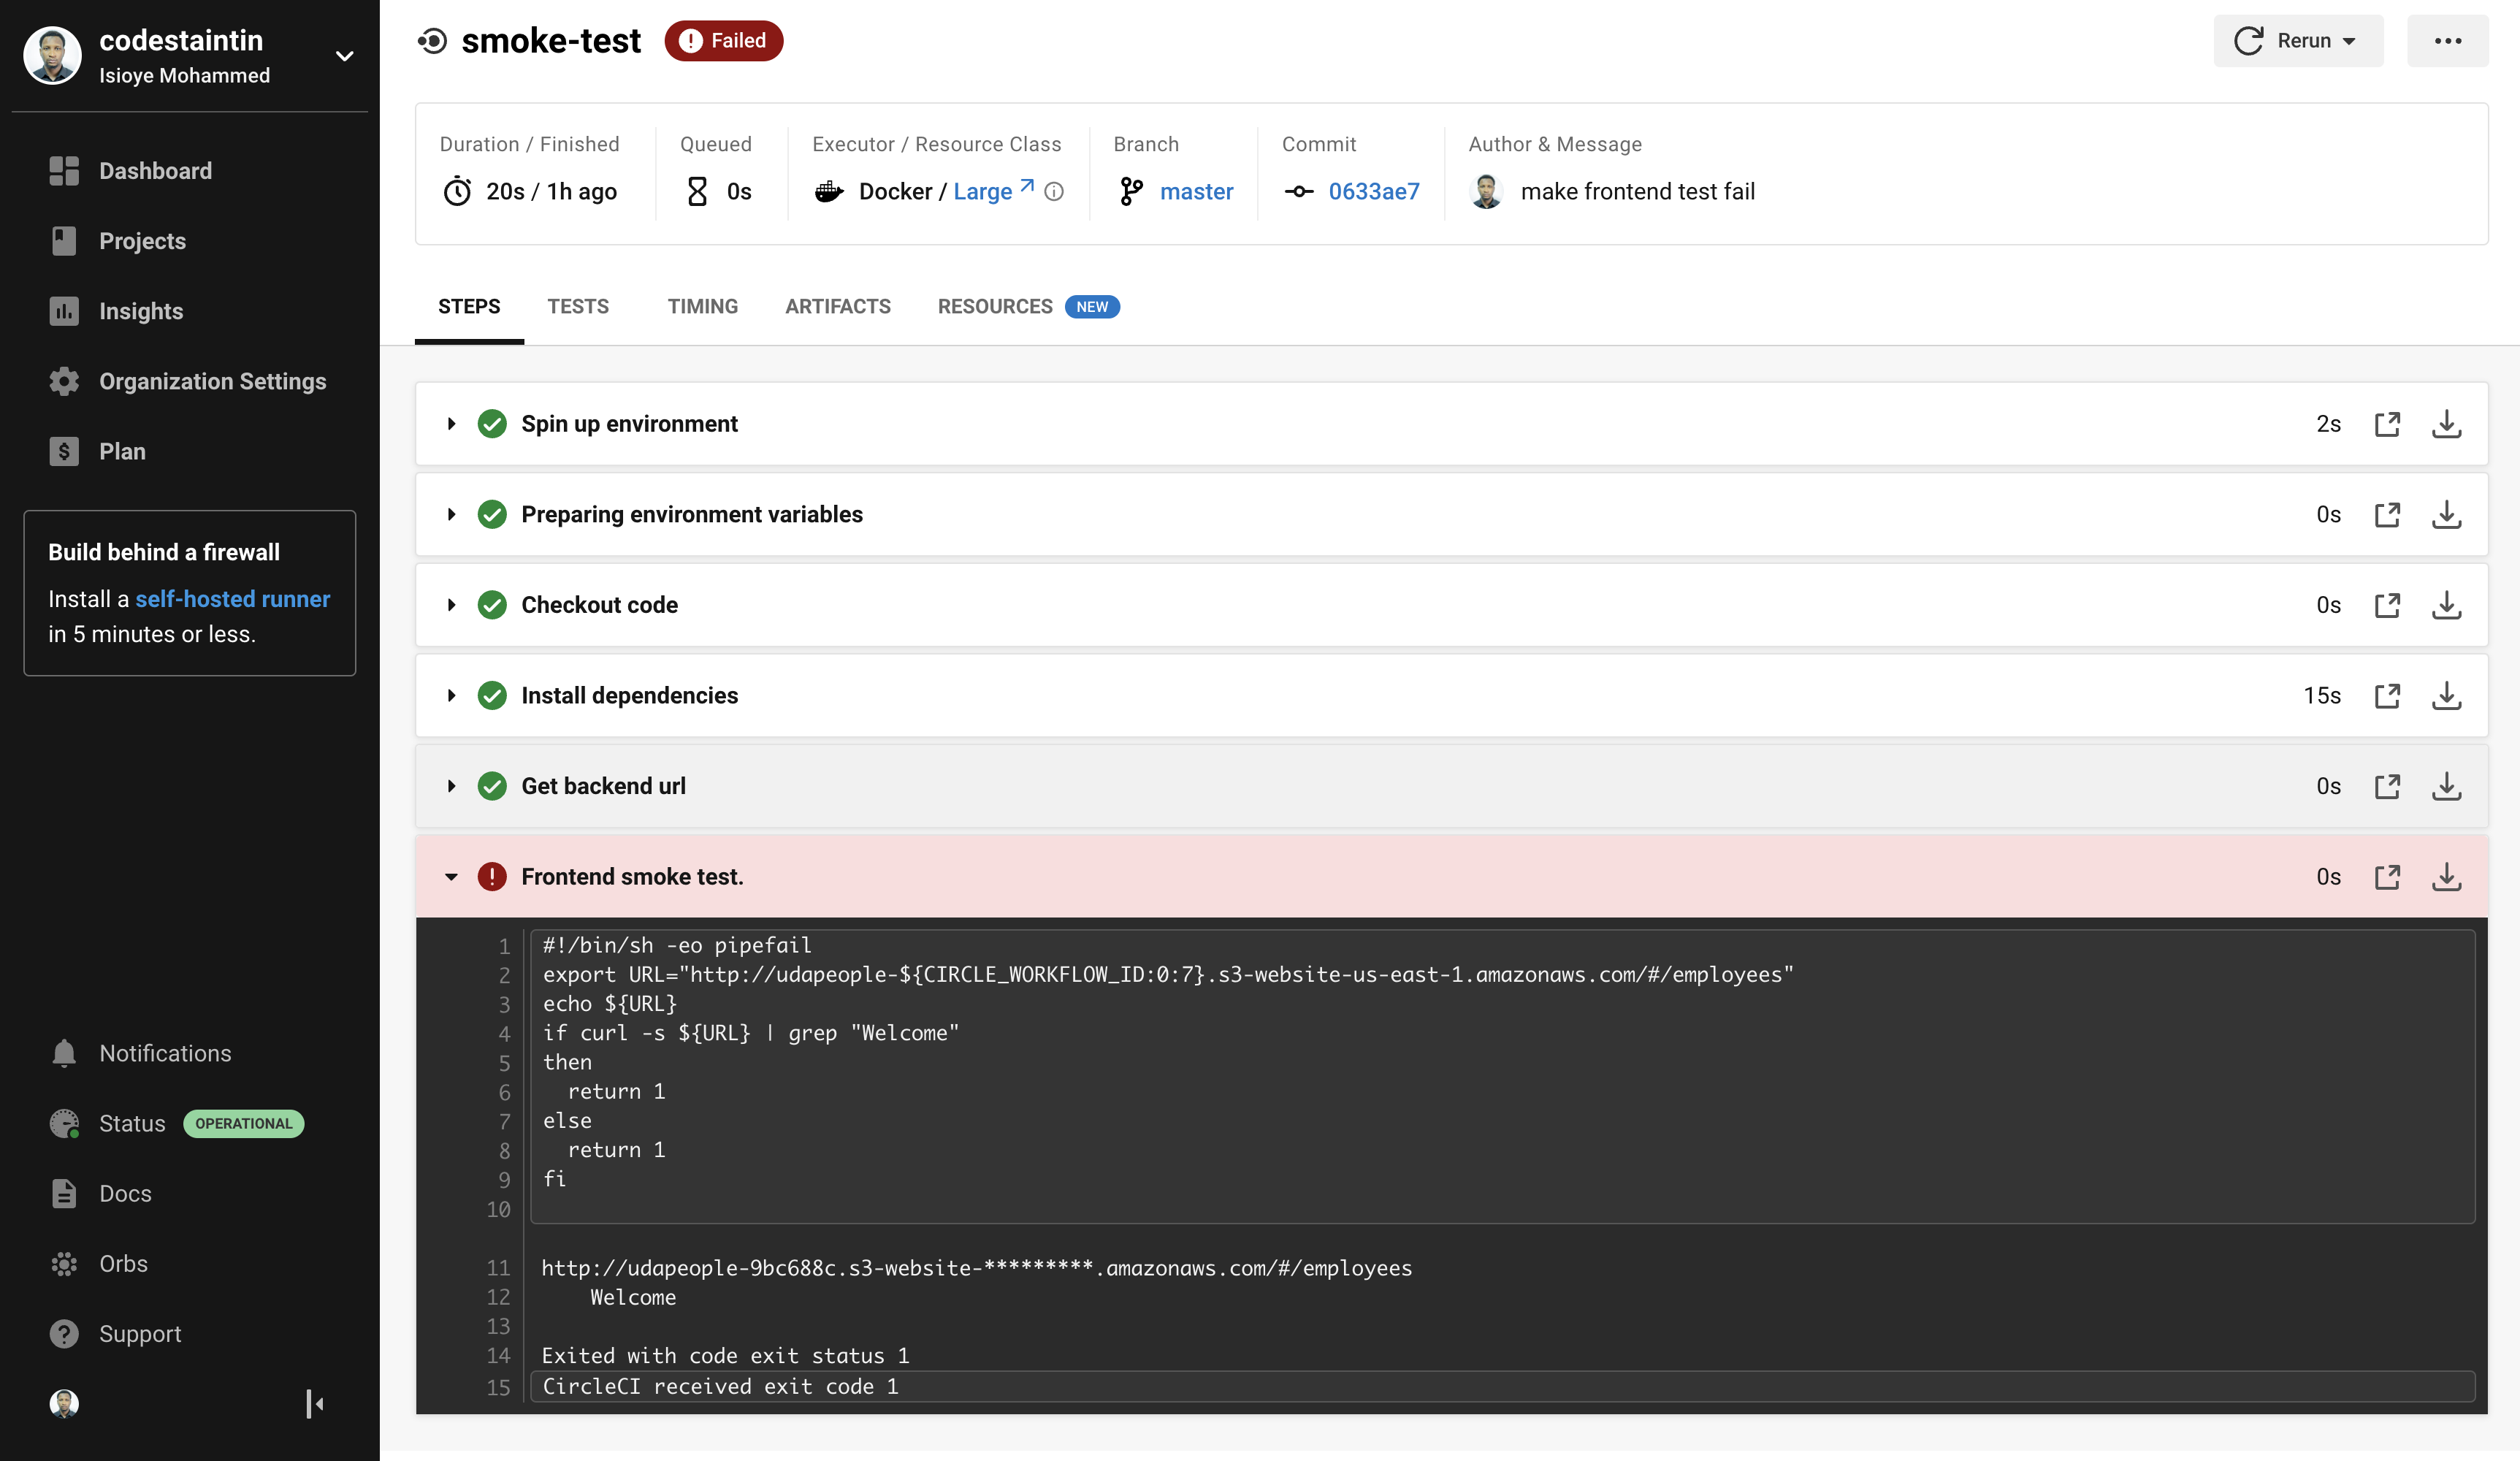 codestaintin
Isioye Mohammed
Dashboard
Projects
Insights
Organization Settings
Plan
Build behind a firewall
Install a self-hosted runner
in 5 minutes or less.
Notifications
Status OPERATIONAL
Docs
Orbs
Support
smoke-test Failed
Rerun
Duration / Finished
20s / 1h ago
Queued
0s
Executor / Resource Class
Docker / Large
Branch
master
Commit
0633ae7
Author & Message
make frontend test fail
STEPS TESTS TIMING ARTIFACTS RESOURCES NEW
Spin up environment 2s
Preparing environment variables 0s
Checkout code 0s
Install dependencies 15s
Get backend url 0s
Frontend smoke test. 0s
1 #!/bin/sh -eo pipefail
2 export URL="http://udapeople-${CIRCLE_WORKFLOW_ID:0:7}.s3-website-us-east-1.amazonaws.com/#/employees"
3 echo ${URL}
4 if curl -s ${URL} | grep "Welcome"
5 then
6   return 1
7 else
8   return 1
9 fi
10
11 http://udapeople-9bc688c.s3-website-*********.amazonaws.com/#/employees
12     Welcome
13
14 Exited with code exit status 1
15 CircleCI received exit code 1